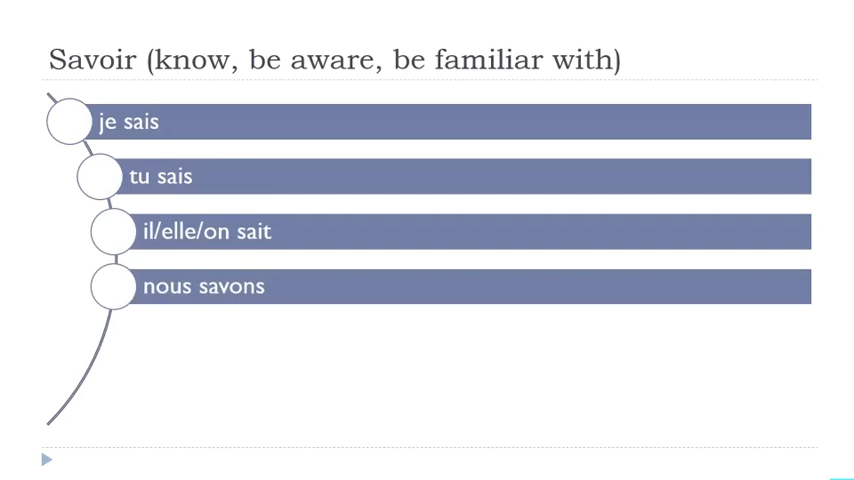 Savoir (know, be aware, be familiar with)
je sais
tu sais
il/elle/on sait
nous savons